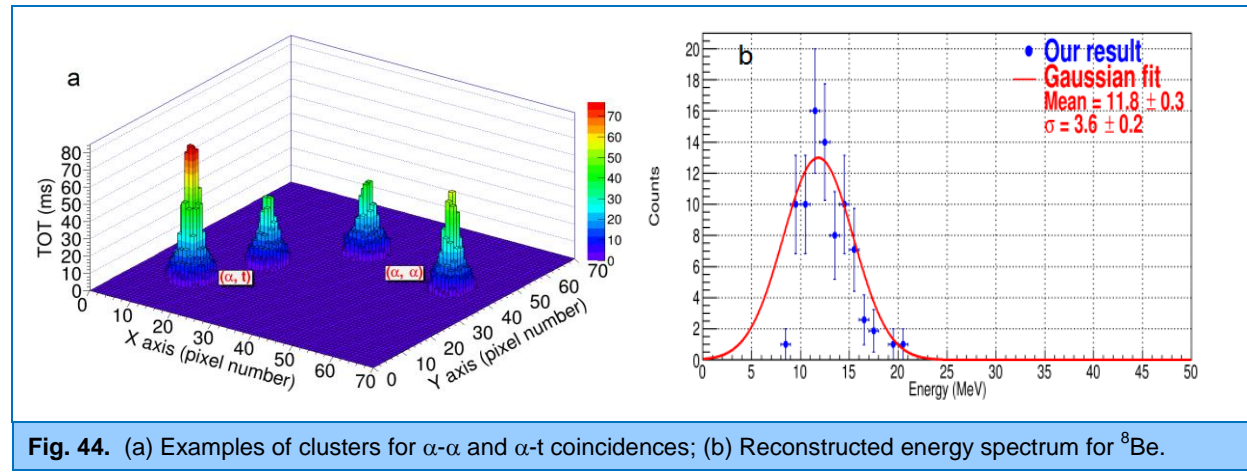 a
TOT (ms)
80
70
60
50
40
30
20
10
0
0
10
20
30
40
50
60
70
X axis (pixel number)
0
10
20
30
40
50
60
70
Y axis (pixel number)
(α, t)
(α, α)
70
60
50
40
30
20
10
0
b
Our result
Gaussian fit
Mean = 11.8 ± 0.3
σ = 3.6 ± 0.2
Counts
20
18
16
14
12
10
8
6
4
2
0
0 5 10 15 20 25 30 35 40 45 50
Energy (MeV)
Fig. 44. (a) Examples of clusters for α-α and α-t coincidences; (b) Reconstructed energy spectrum for ⁸Be.